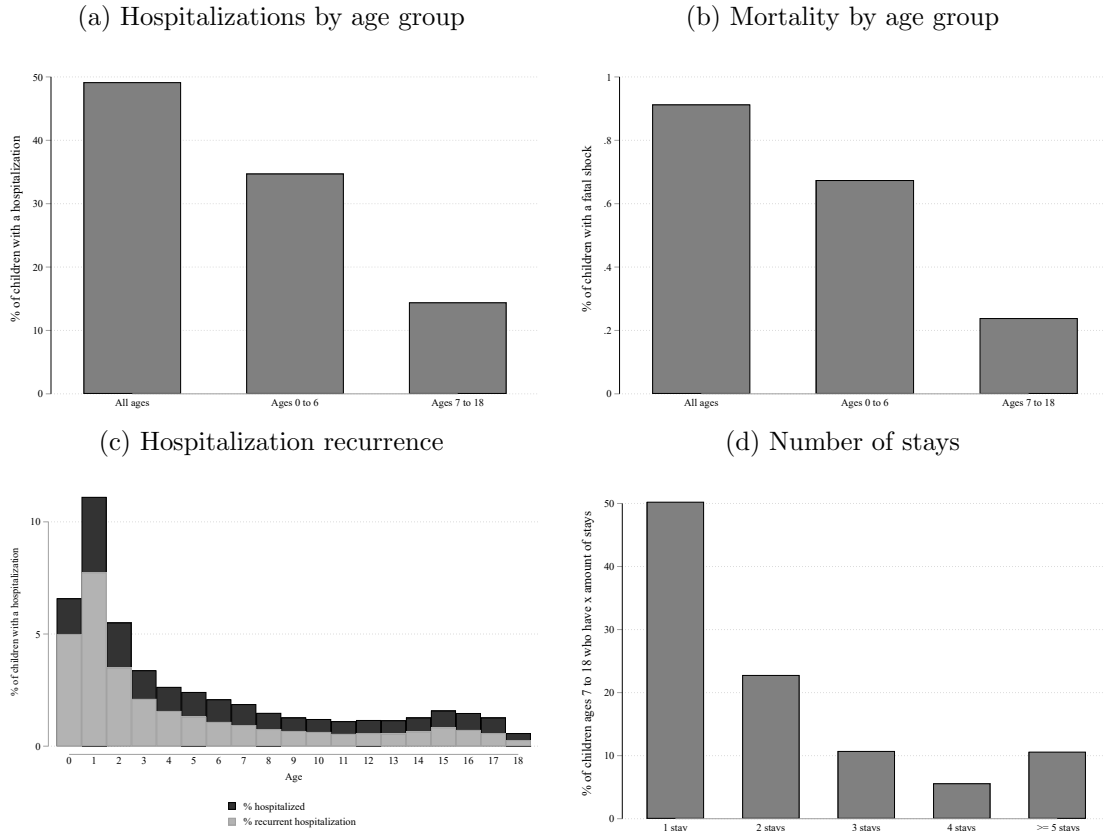 (a) Hospitalizations by age group
% of children with a hospitalization
50
40
30
20
10
0
All ages
Ages 0 to 6
Ages 7 to 18
(b) Mortality by age group
% of children with a fatal shock
1
.8
.6
.4
.2
0
All ages
Ages 0 to 6
Ages 7 to 18
(c) Hospitalization recurrence
% of children with a hospitalization
10
5
0
0 1 2 3 4 5 6 7 8 9 10 11 12 13 14 15 16 17 18
Age
% hospitalized
% recurrent hospitalization
(d) Number of stays
% of children ages 7 to 18 who have x amount of stays
50
40
30
20
10
0
1 stay
2 stays
3 stays
4 stays
>= 5 stays